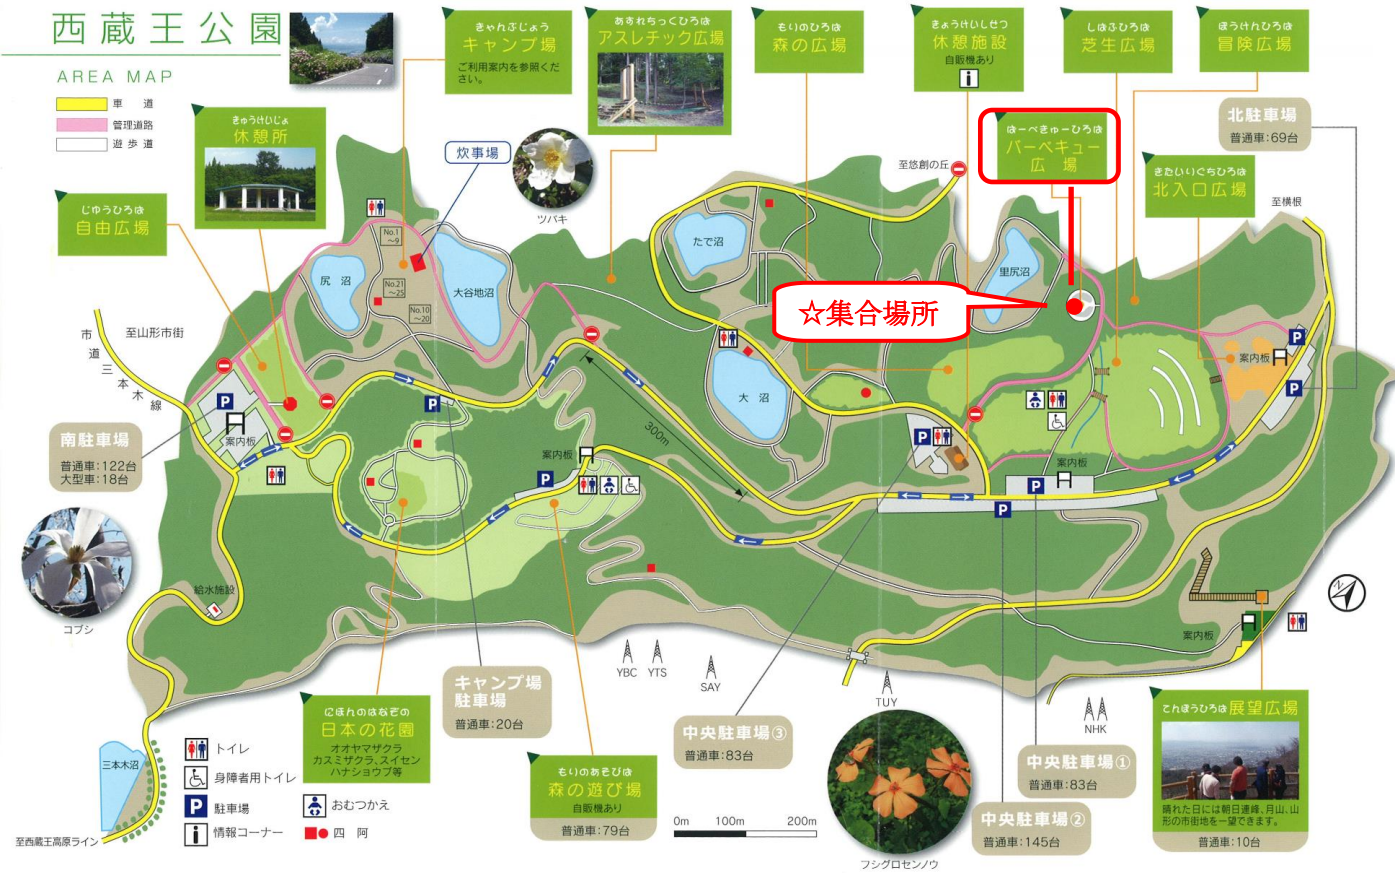 西蔵王公園
AREA MAP
車　道
管理道路
遊歩道
きゅうけいじょ
休憩所
じゆうひろば
自由広場
きゃんぷじょう
キャンプ場
ご利用案内を参照くだ
さい。
あすれちっくひろば
アスレチック広場
もりのひろば
森の広場
きょうけいしせつ
休憩施設
自販機あり
しばふひろば
芝生広場
ぼうけんひろば
冒険広場
ばーべきゅーひろば
バーベキュー
広　場
きたいりぐちひろば
北入口広場
北駐車場
普通車：69台
至横根
至悠創の丘
炊事場
ツバキ
No.1
～9
No.21
～25
No.10
～20
尻沼
大谷地沼
たで沼
里尻沼
大沼
☆集合場所
市道三本木線
至山形市街
案内板
案内板
案内板
案内板
案内板
300m
南駐車場
普通車：122台
大型車：18台
コブシ
給水施設
三本木沼
至西蔵王高原ライン
キャンプ場
駐車場
普通車：20台
にほんのはなぞの
日本の花園
オオヤマザクラ
カスミザクラ、スイセン
ハナショウブ等
もりのあそびば
森の遊び場
自販機あり
普通車：79台
中央駐車場③
普通車：83台
中央駐車場①
普通車：83台
中央駐車場②
普通車：145台
YBC
YTS
SAY
TUY
NHK
フシグロセンノウ
てんぼうひろば 展望広場
晴れた日には朝日連峰、月山、山
形の市街地を一望できます。
普通車：10台
トイレ
身障者用トイレ
P 駐車場
情報コーナー
おむつかえ
四　阿
0m
100m
200m